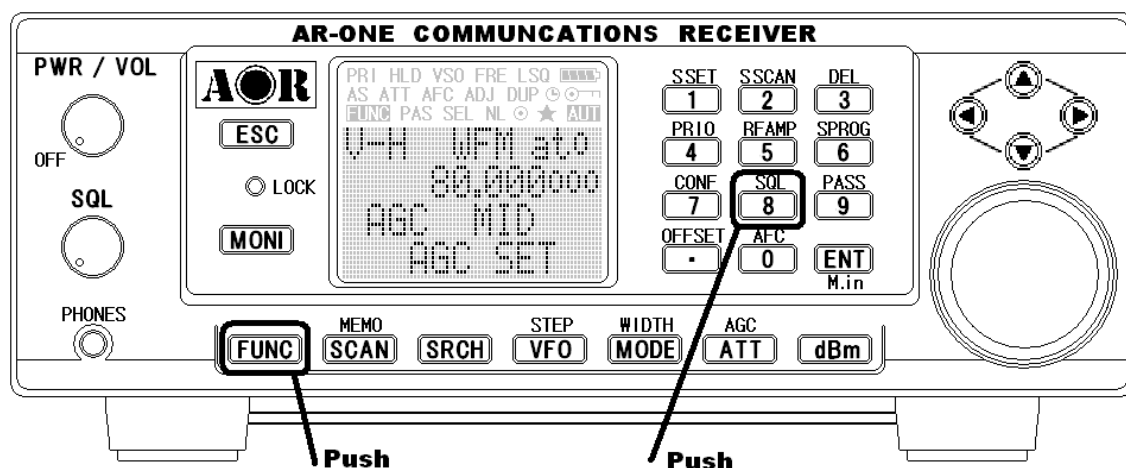 AR-ONE COMMUNCATIONS RECEIVER
PWR / VOL
OFF
SQL
PHONES
AOR
ESC
LOCK
MONI
PRI HLD VSO FRE LSQ
AS ATT AFC ADJ DUP
FUNC PAS SEL NL ★ AUT
V-H WFM ato
80.000000
AGC MID
AGC SET
SSET SSCAN DEL
1 2 3
PRIO RFAMP SPROG
4 5 6
CONF SQL PASS
7 8 9
OFFSET AFC
. 0 ENT
M.in
MEMO STEP WIDTH AGC
FUNC SCAN SRCH VFO MODE ATT dBm
Push Push